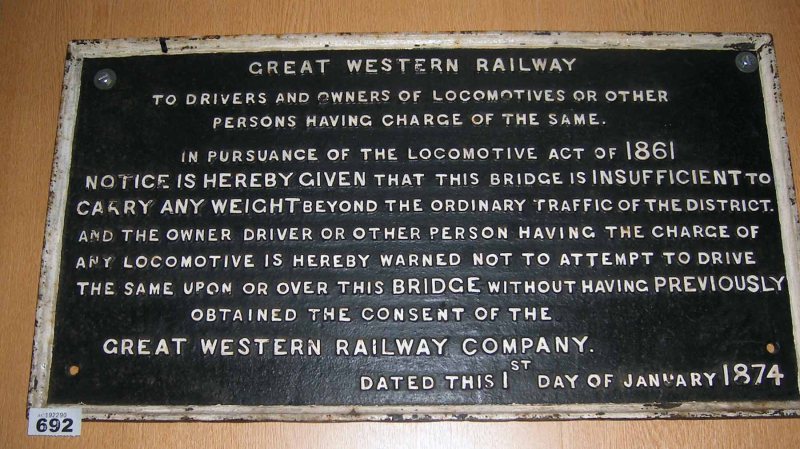 GREAT WESTERN RAILWAY
TO DRIVERS AND OWNERS OF LOCOMOTIVES OR OTHER
PERSONS HAVING CHARGE OF THE SAME.
IN PURSUANCE OF THE LOCOMOTIVE ACT OF 1861
NOTICE IS HEREBY GIVEN THAT THIS BRIDGE IS INSUFFICIENT TO
CARRY ANY WEIGHT BEYOND THE ORDINARY TRAFFIC OF THE DISTRICT.
AND THE OWNER DRIVER OR OTHER PERSON HAVING THE CHARGE OF
ANY LOCOMOTIVE IS HEREBY WARNED NOT TO ATTEMPT TO DRIVE
THE SAME UPON OR OVER THIS BRIDGE WITHOUT HAVING PREVIOUSLY
OBTAINED THE CONSENT OF THE
GREAT WESTERN RAILWAY COMPANY.
DATED THIS 1ST DAY OF JANUARY 1874
692